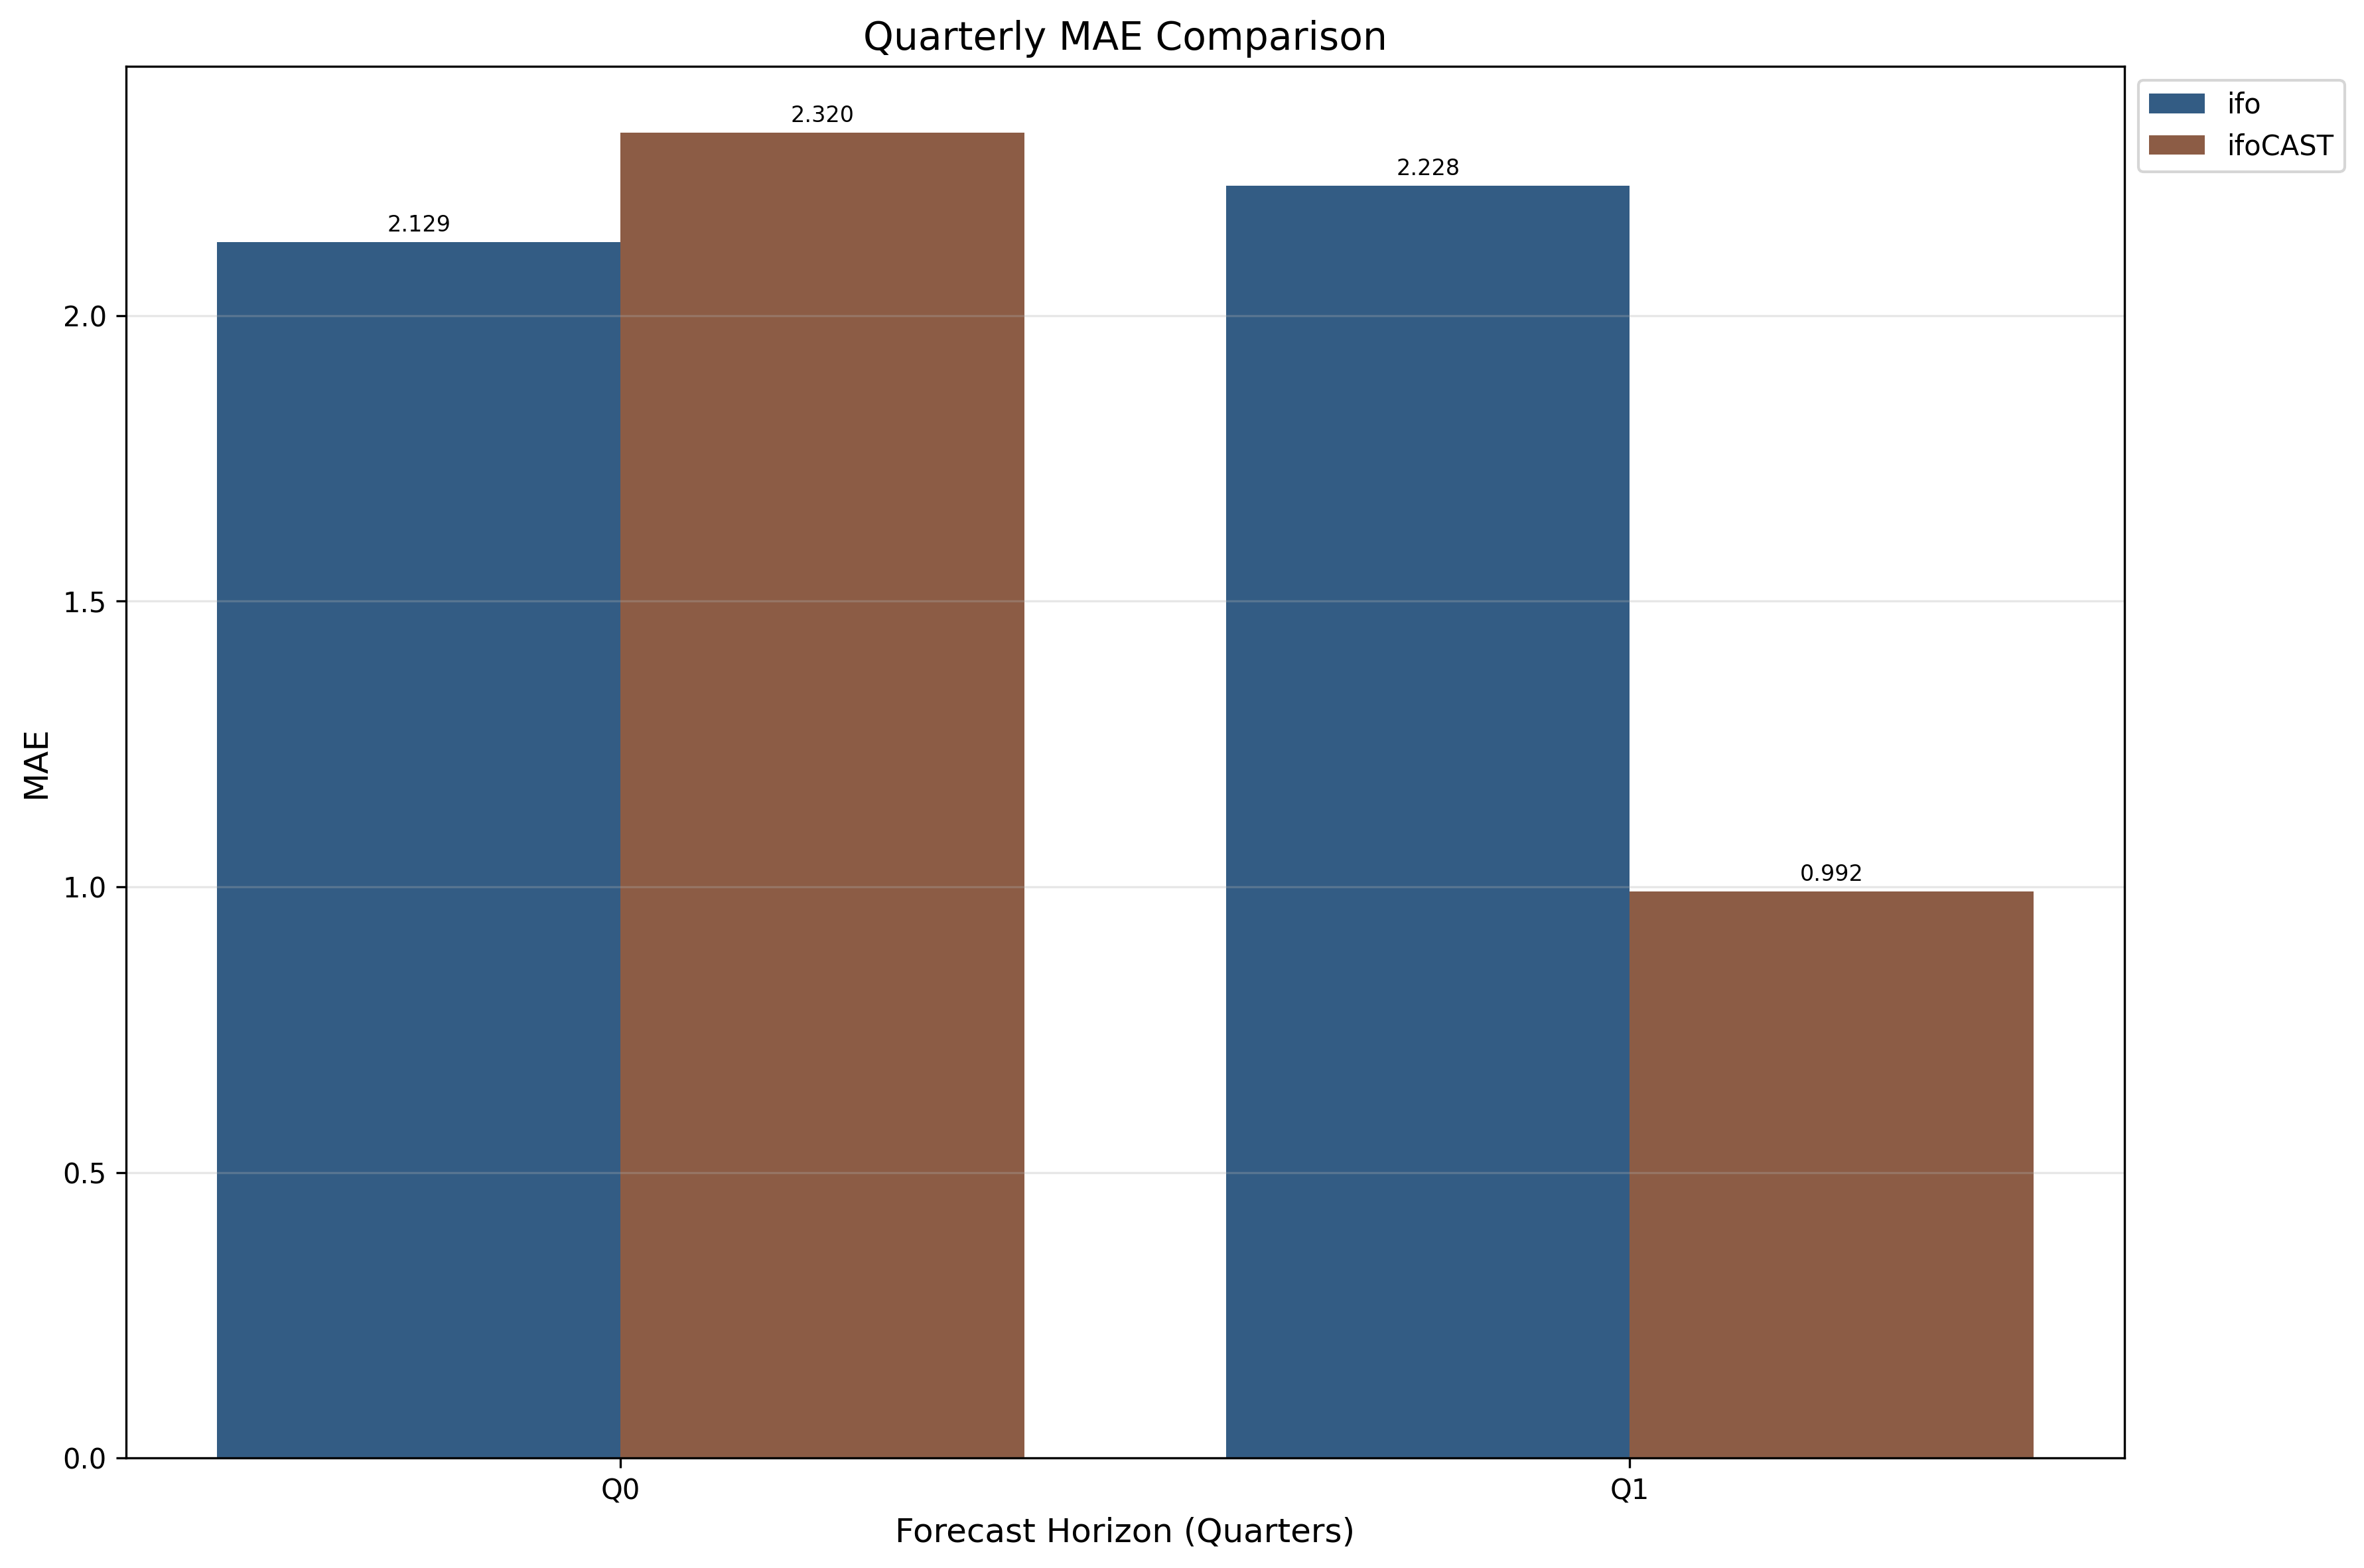 Quarterly MAE Comparison
ifo
ifoCAST
2.320
2.228
2.129
0.992
2.0
1.5
1.0
0.5
0.0
MAE
Q0
Q1
Forecast Horizon (Quarters)